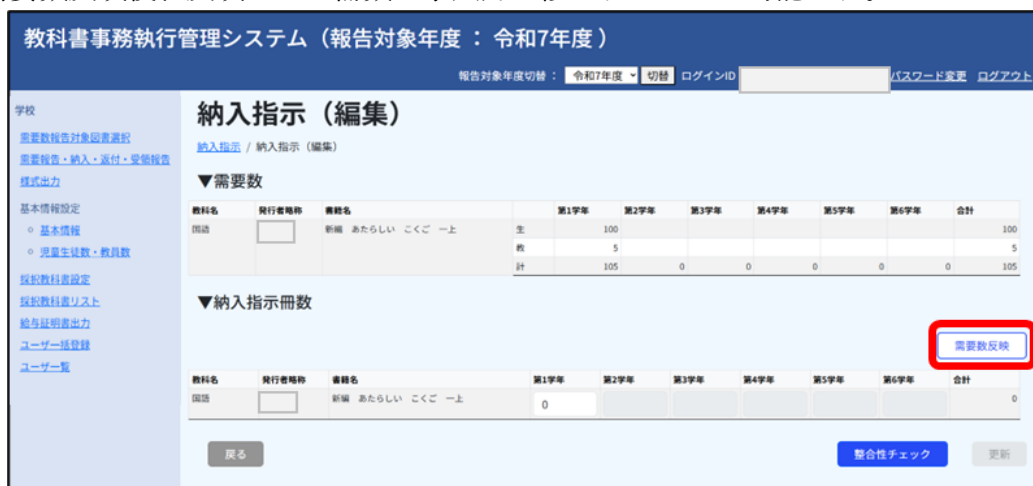 教科書事務執行管理システム（報告対象年度 ： 令和7年度 ）
報告対象年度切替 ： 令和7年度 切替 ログインID パスワード変更 ログアウト
学校
需要数報告対象図書選択
需要報告・納入・返付・受領報告
様式出力
基本情報設定
基本情報
児童生徒数・教員数
採択教科書設定
採択教科書リスト
給与証明書出力
ユーザ一括登録
ユーザ一覧
納入指示（編集）
納入指示 / 納入指示（編集）
▼需要数
教科名 発行者略称 書籍名 第1学年 第2学年 第3学年 第4学年 第5学年 第6学年 合計
国語 新編 あたらしい こくご 一上 生 100 100
教 5 5
計 105 0 0 0 0 0 105
▼納入指示冊数
需要数反映
教科名 発行者略称 書籍名 第1学年 第2学年 第3学年 第4学年 第5学年 第6学年 合計
国語 新編 あたらしい こくご 一上 0 0
戻る 整合性チェック 更新